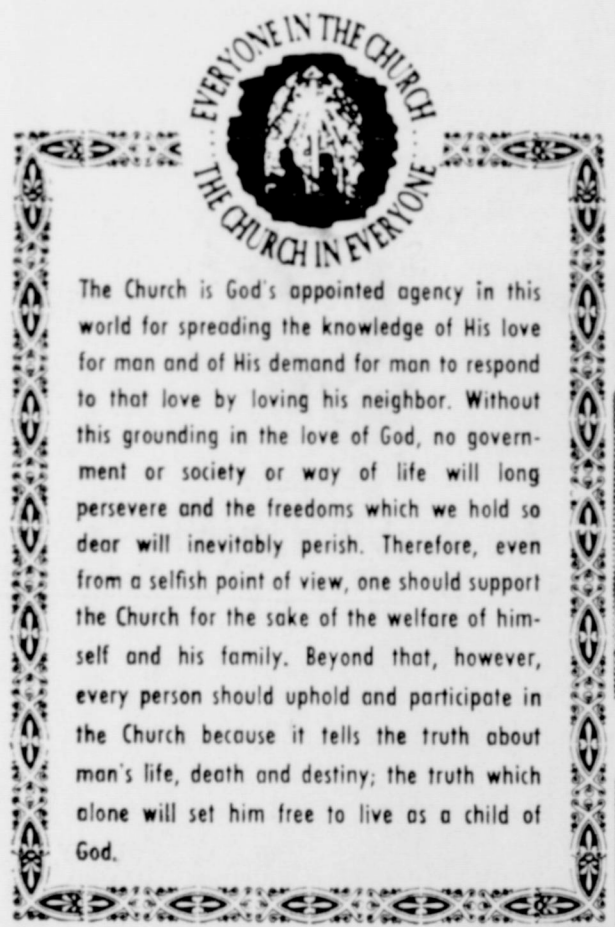 EVERYONE IN THE CHURCH
THE CHURCH IN EVERYONE
The Church is God's appointed agency in this
world for spreading the knowledge of His love
for man and of His demand for man to respond
to that love by loving his neighbor. Without
this grounding in the love of God, no govern-
ment or society or way of life will long
persevere and the freedoms which we hold so
dear will inevitably perish. Therefore, even
from a selfish point of view, one should support
the Church for the sake of the welfare of him-
self and his family. Beyond that, however,
every person should uphold and participate in
the Church because it tells the truth about
man's life, death and destiny; the truth which
alone will set him free to live as a child of
God.